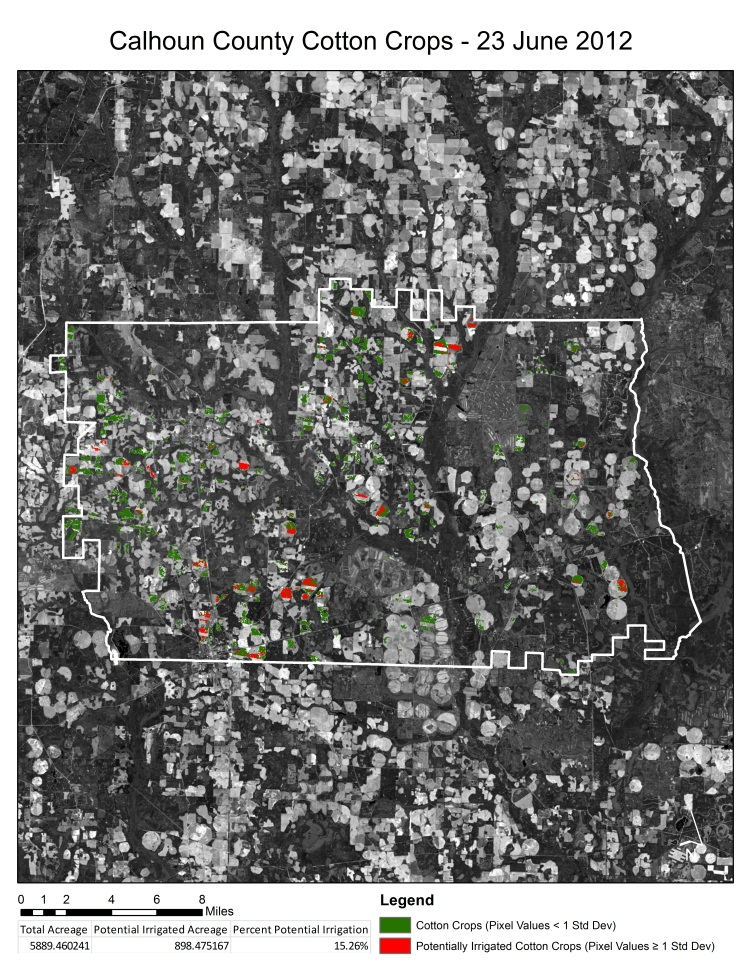 Calhoun County Cotton Crops - 23 June 2012
0 1 2 4 6 8
Miles
Total Acreage Potential Irrigated Acreage Percent Potential Irrigation
5889.460241 898.475167 15.26%
Legend
Cotton Crops (Pixel Values < 1 Std Dev)
Potentially Irrigated Cotton Crops (Pixel Values ≥ 1 Std Dev)